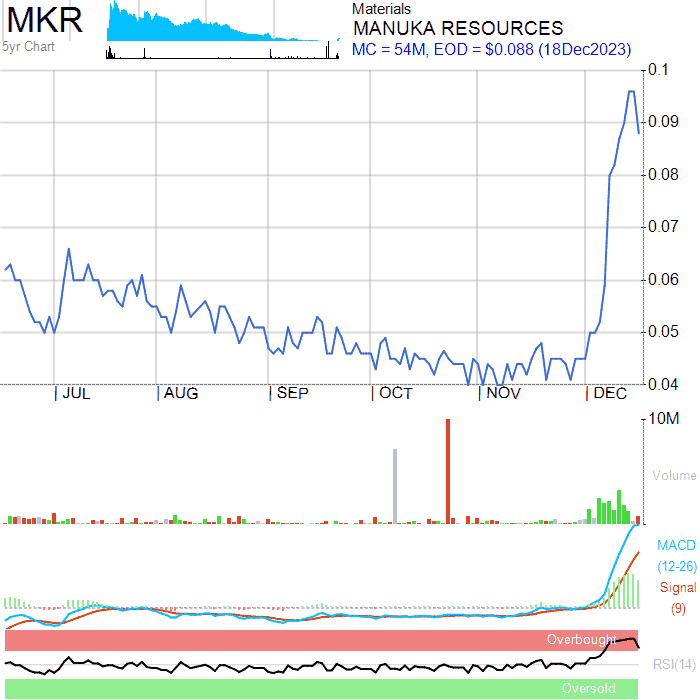 MKR
5yr Chart
Materials
MANUKA RESOURCES
MC = 54M, EOD = $0.088 (18Dec2023)
0.1
0.09
0.08
0.07
0.06
0.05
0.04
JUL AUG SEP OCT NOV DEC
10M
Volume
MACD
(12-26)
Signal
(9)
Overbought
RSI(14)
Oversold